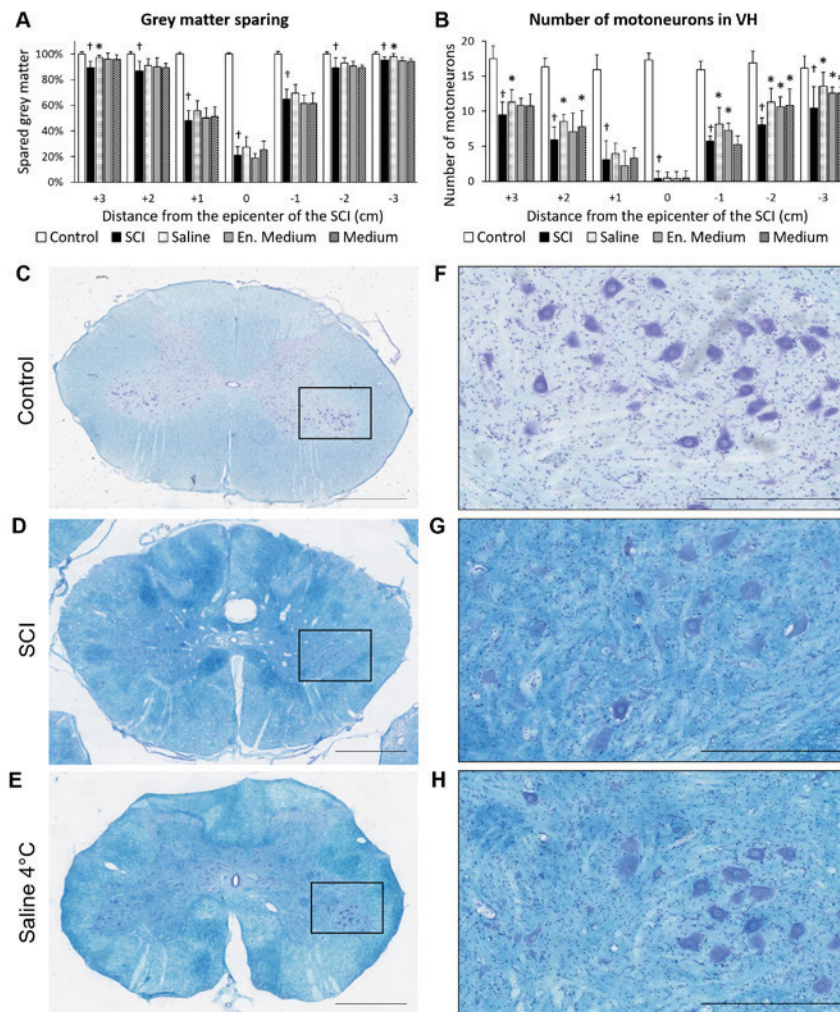 A
Grey matter sparing
Spared grey matter
100%
80%
60%
40%
20%
0%
† * † † † † † *
+3 +2 +1 0 -1 -2 -3
Distance from the epicenter of the SCI (cm)
Control SCI Saline En. Medium Medium
B
Number of motoneurons in VH
Number of motoneurons
20
15
10
5
0
† * † * * † † † * * † * * * † * * *
+3 +2 +1 0 -1 -2 -3
Distance from the epicenter of the SCI (cm)
Control SCI Saline En. Medium Medium
C
Control
F
D
SCI
G
E
Saline 4°C
H